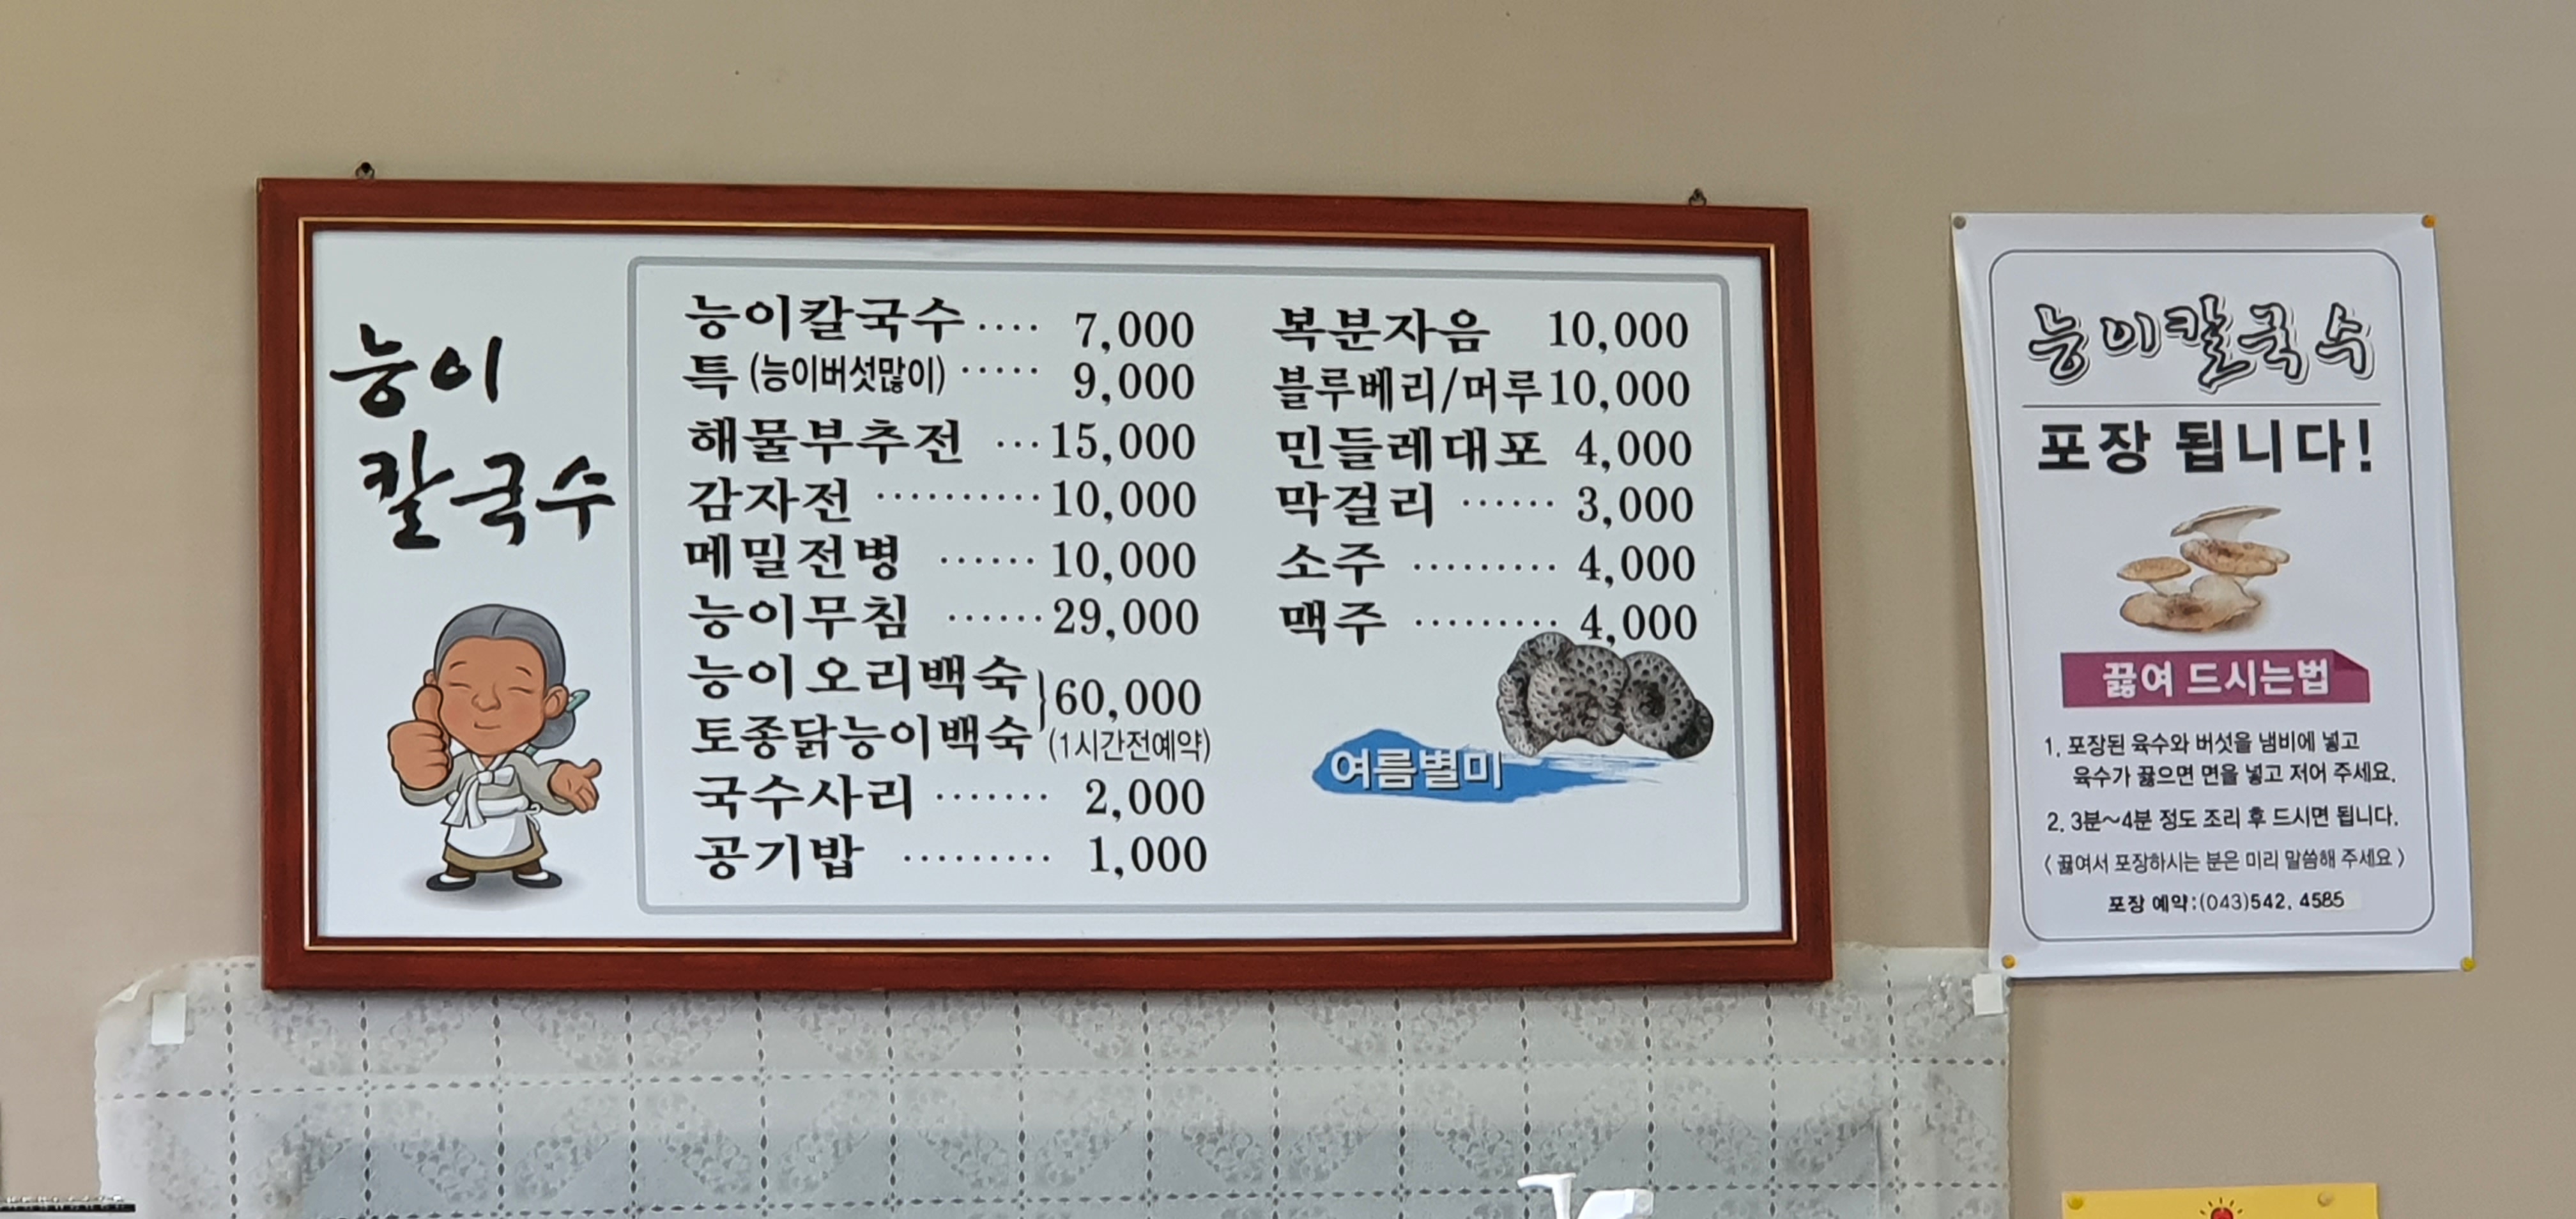 능이
칼국수
능이칼국수 ···· 7,000
특 (능이버섯많이) ····· 9,000
해물부추전 ··· 15,000
감자전 ·········· 10,000
메밀전병 ······ 10,000
능이무침 ······ 29,000
능이오리백숙
토종닭능이백숙 } 60,000
(1시간전예약)
국수사리 ······· 2,000
공기밥 ········· 1,000
복분자음 10,000
블루베리/머루 10,000
민들레대포 4,000
막걸리 ······ 3,000
소주 ········· 4,000
맥주 ········· 4,000
여름별미
능이칼국수
포장 됩니다!
끓여 드시는법
1. 포장된 육수와 버섯을 냄비에 넣고
육수가 끓으면 면을 넣고 저어 주세요.
2. 3분~4분 정도 조리 후 드시면 됩니다.
< 끓여서 포장하시는 분은 미리 말씀해 주세요 >
포장 예약:(043)542. 4585